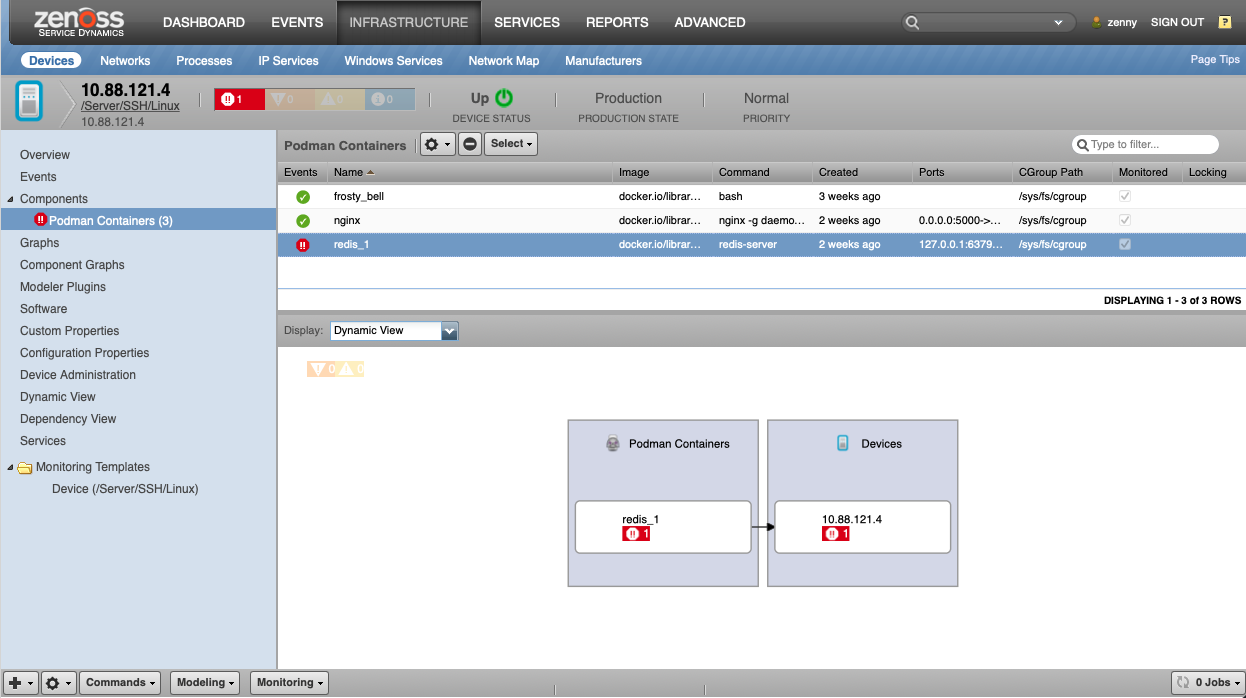 zenoss
SERVICE DYNAMICS
DASHBOARD EVENTS INFRASTRUCTURE SERVICES REPORTS ADVANCED
zenny SIGN OUT ?
Devices Networks Processes IP Services Windows Services Network Map Manufacturers Page Tips
10.88.121.4
/Server/SSH/Linux
10.88.121.4
1 0 0 0
Up
DEVICE STATUS
Production
PRODUCTION STATE
Normal
PRIORITY
Overview
Events
Components
Podman Containers (3)
Graphs
Component Graphs
Modeler Plugins
Software
Custom Properties
Configuration Properties
Device Administration
Dynamic View
Dependency View
Services
Monitoring Templates
Device (/Server/SSH/Linux)
Podman Containers Select Type to filter...
Events Name Image Command Created Ports CGroup Path Monitored Locking
frosty_bell docker.io/librar... bash 3 weeks ago /sys/fs/cgroup
nginx docker.io/librar... nginx -g daemo... 2 weeks ago 0.0.0.0:5000->... /sys/fs/cgroup
redis_1 docker.io/librar... redis-server 2 weeks ago 127.0.0.1:6379... /sys/fs/cgroup
DISPLAYING 1 - 3 of 3 ROWS
Display: Dynamic View
0 0
Podman Containers
redis_1
1
Devices
10.88.121.4
1
Commands Modeling Monitoring 0 Jobs